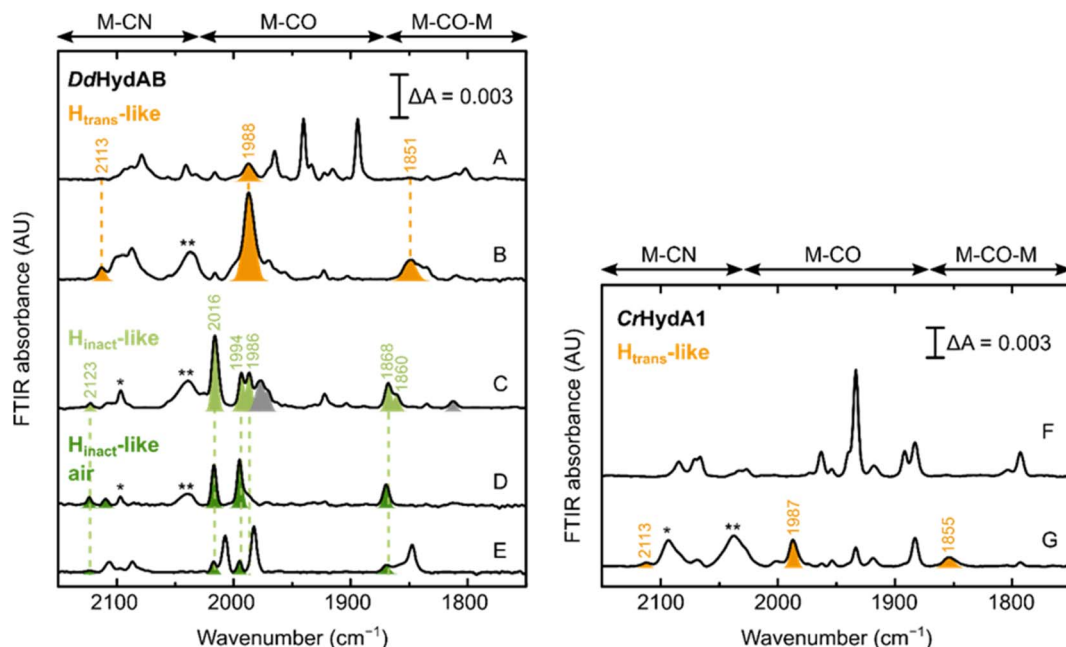 M-CN M-CO M-CO-M
DdHydAB
Htrans-like
ΔA = 0.003
2113
1988
1851
A
**
B
Hinact-like
2123
*
**
2016
1994
1986
1868
1860
C
Hinact-like
air
*
**
D
E
FTIR absorbance (AU)
2100 2000 1900 1800
Wavenumber (cm⁻¹)
M-CN M-CO M-CO-M
CrHydA1
Htrans-like
ΔA = 0.003
F
2113
*
**
1987
1855
G
FTIR absorbance (AU)
2100 2000 1900 1800
Wavenumber (cm⁻¹)